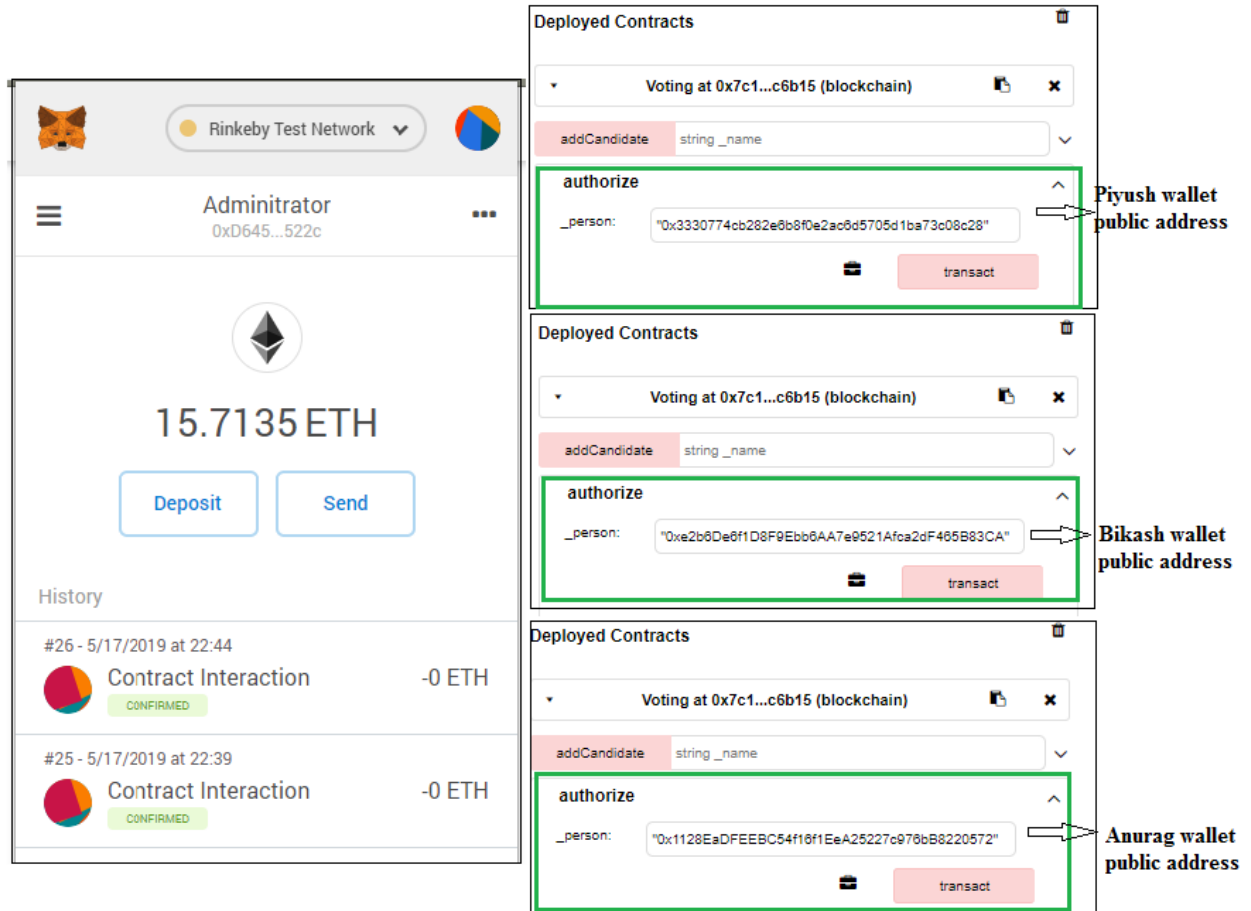 Rinkeby Test Network
Adminitrator
0xD645...522c
15.7135 ETH
Deposit
Send
History
#26 - 5/17/2019 at 22:44
Contract Interaction
-0 ETH
CONFIRMED
#25 - 5/17/2019 at 22:39
Contract Interaction
-0 ETH
CONFIRMED
Deployed Contracts
Voting at 0x7c1...c6b15 (blockchain)
addCandidate
string _name
authorize
_person:
"0x3330774cb282e6b8f0e2ac6d5705d1ba73c08c28"
transact
Piyush wallet
public address
Deployed Contracts
Voting at 0x7c1...c6b15 (blockchain)
addCandidate
string _name
authorize
_person:
"0xe2b6De6f1D8F9Ebb6AA7e9521Afca2dF465B83CA"
transact
Bikash wallet
public address
Deployed Contracts
Voting at 0x7c1...c6b15 (blockchain)
addCandidate
string _name
authorize
_person:
"0x1128EaDFEEBC54f16f1EeA25227c976bB8220572"
transact
Anurag wallet
public address